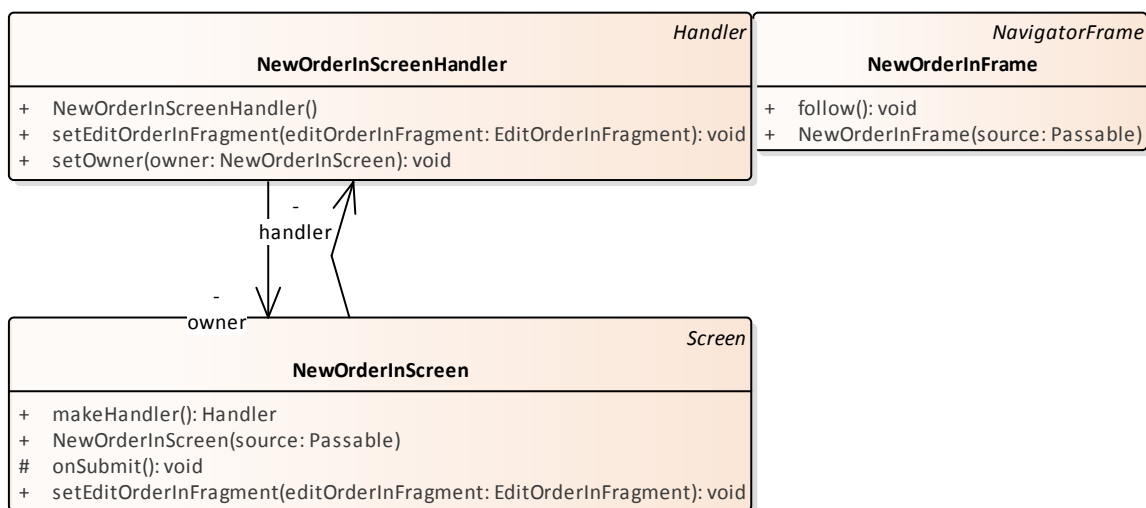 Handler
NewOrderInScreenHandler
+ NewOrderInScreenHandler()
+ setEditOrderInFragment(editOrderInFragment: EditOrderInFragment): void
+ setOwner(owner: NewOrderInScreen): void
NavigatorFrame
NewOrderInFrame
+ follow(): void
+ NewOrderInFrame(source: Passable)
-
handler
-
owner
Screen
NewOrderInScreen
+ makeHandler(): Handler
+ NewOrderInScreen(source: Passable)
# onSubmit(): void
+ setEditOrderInFragment(editOrderInFragment: EditOrderInFragment): void